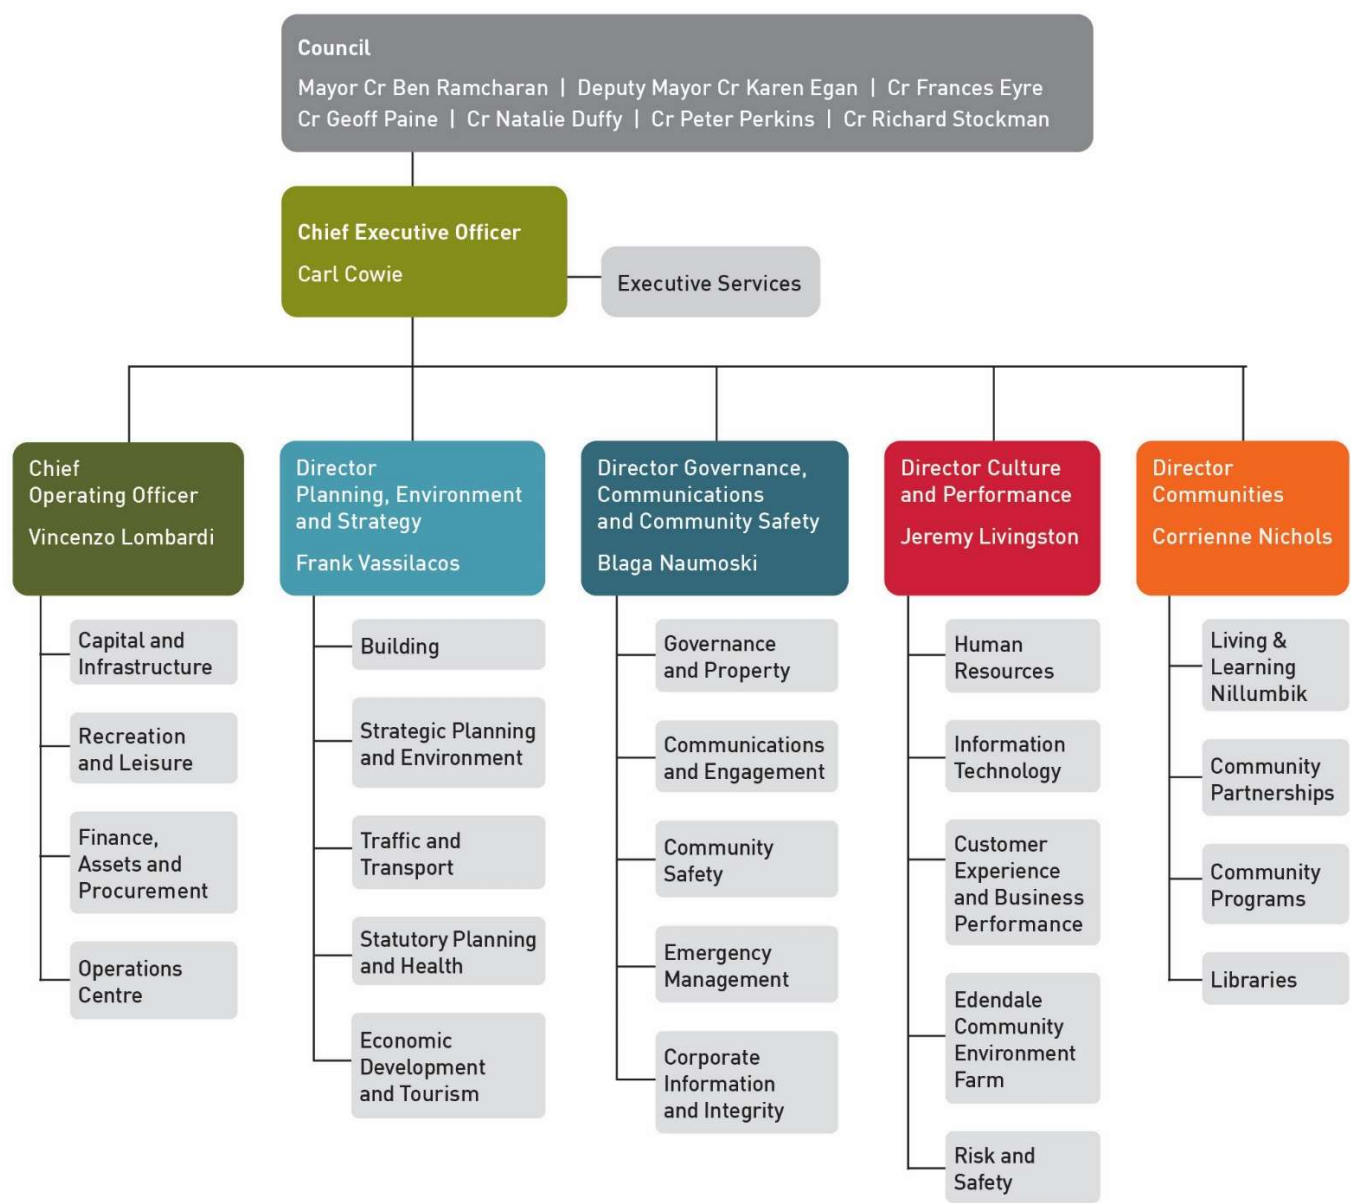 Council
Mayor Cr Ben Ramcharan | Deputy Mayor Cr Karen Egan | Cr Frances Eyre
Cr Geoff Paine | Cr Natalie Duffy | Cr Peter Perkins | Cr Richard Stockman
Chief Executive Officer
Carl Cowie
Executive Services
Chief
Operating Officer
Vincenzo Lombardi
Capital and
Infrastructure
Recreation
and Leisure
Finance,
Assets and
Procurement
Operations
Centre
Director
Planning, Environment
and Strategy
Frank Vassilacos
Building
Strategic Planning
and Environment
Traffic and
Transport
Statutory Planning
and Health
Economic
Development
and Tourism
Director Governance,
Communications
and Community Safety
Blaga Naumoski
Governance
and Property
Communications
and Engagement
Community
Safety
Emergency
Management
Corporate
Information
and Integrity
Director Culture
and Performance
Jeremy Livingston
Human
Resources
Information
Technology
Customer
Experience
and Business
Performance
Edendale
Community
Environment
Farm
Risk and
Safety
Director
Communities
Corrienne Nichols
Living &
Learning
Nillumbik
Community
Partnerships
Community
Programs
Libraries